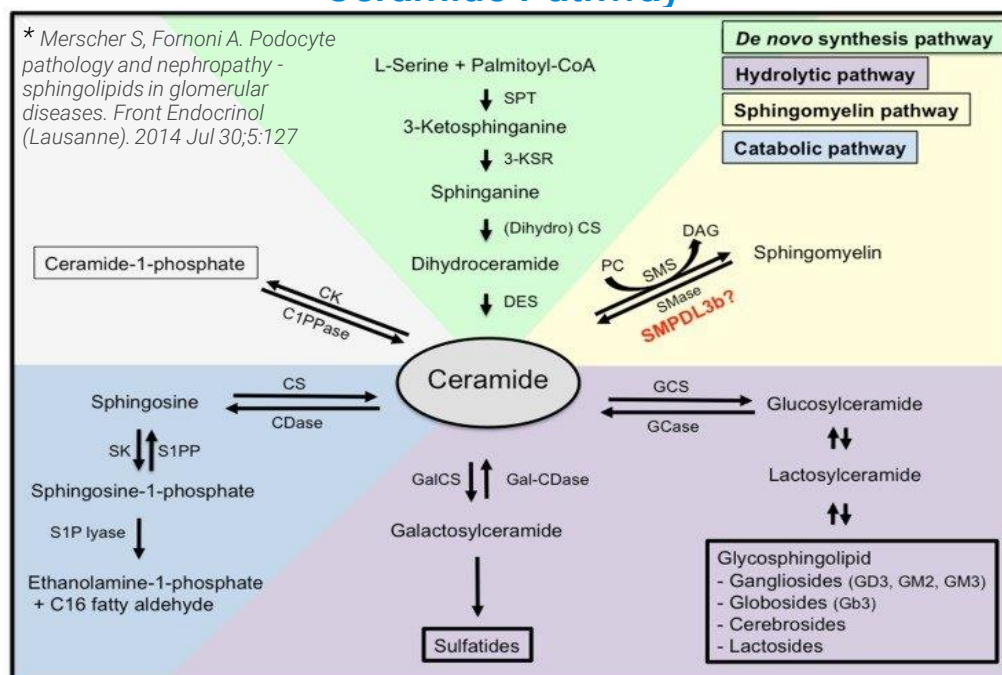 Ceramide Pathway
* Merscher S, Fornoni A. Podocyte
pathology and nephropathy -
sphingolipids in glomerular
diseases. Front Endocrinol
(Lausanne). 2014 Jul 30;5:127
De novo synthesis pathway
Hydrolytic pathway
Sphingomyelin pathway
Catabolic pathway
L-Serine + Palmitoyl-CoA
SPT
3-Ketosphinganine
3-KSR
Sphinganine
(Dihydro) CS
Dihydroceramide
DES
Ceramide-1-phosphate
CK
C1PPase
PC
SMS
DAG
SMase
SMPDL3b?
Sphingomyelin
Ceramide
Sphingosine
CS
CDase
SK
S1PP
Sphingosine-1-phosphate
S1P lyase
Ethanolamine-1-phosphate
+ C16 fatty aldehyde
GalCS
Gal-CDase
Galactosylceramide
Sulfatides
GCS
GCase
Glucosylceramide
Lactosylceramide
Glycosphingolipid
- Gangliosides (GD3, GM2, GM3)
- Globosides (Gb3)
- Cerebrosides
- Lactosides